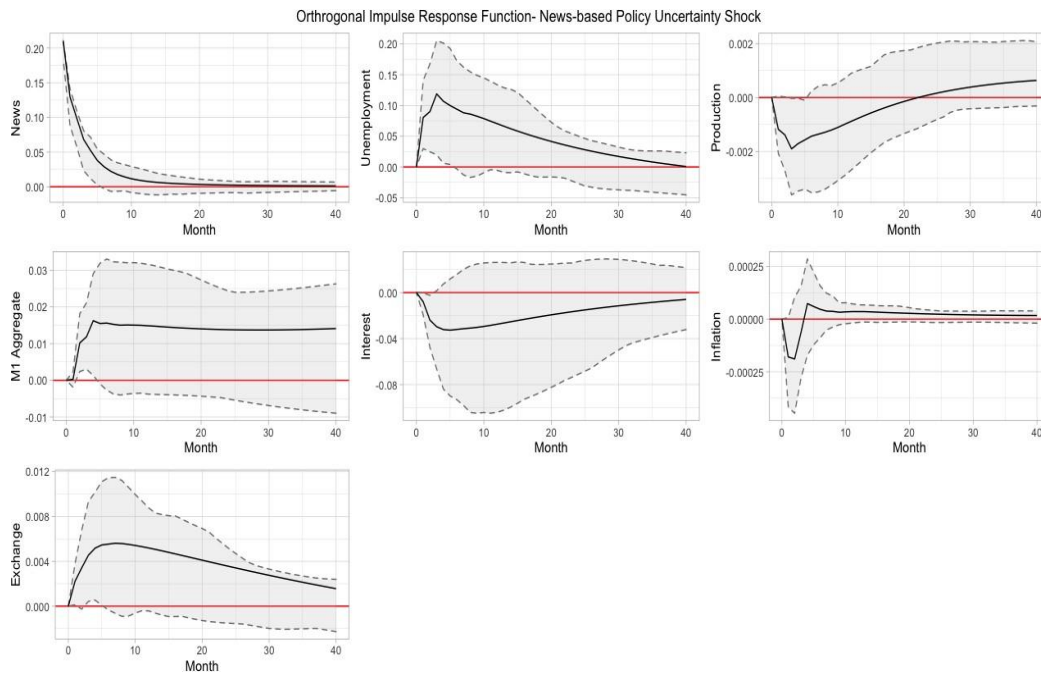 Orthogonal Impulse Response Function- News-based Policy Uncertainty Shock
News
0.20
0.15
0.10
0.05
0.00
0 10 20 30 40
Month
Unemployment
0.20
0.15
0.10
0.05
0.00
-0.05
0 10 20 30 40
Month
Production
0.002
0.000
-0.002
0 10 20 30 40
Month
M1 Aggregate
0.03
0.02
0.01
0.00
-0.01
0 10 20 30 40
Month
Interest
0.00
-0.04
-0.08
0 10 20 30 40
Month
Inflation
0.00025
0.00000
-0.00025
0 10 20 30 40
Month
Exchange
0.012
0.008
0.004
0.000
0 10 20 30 40
Month